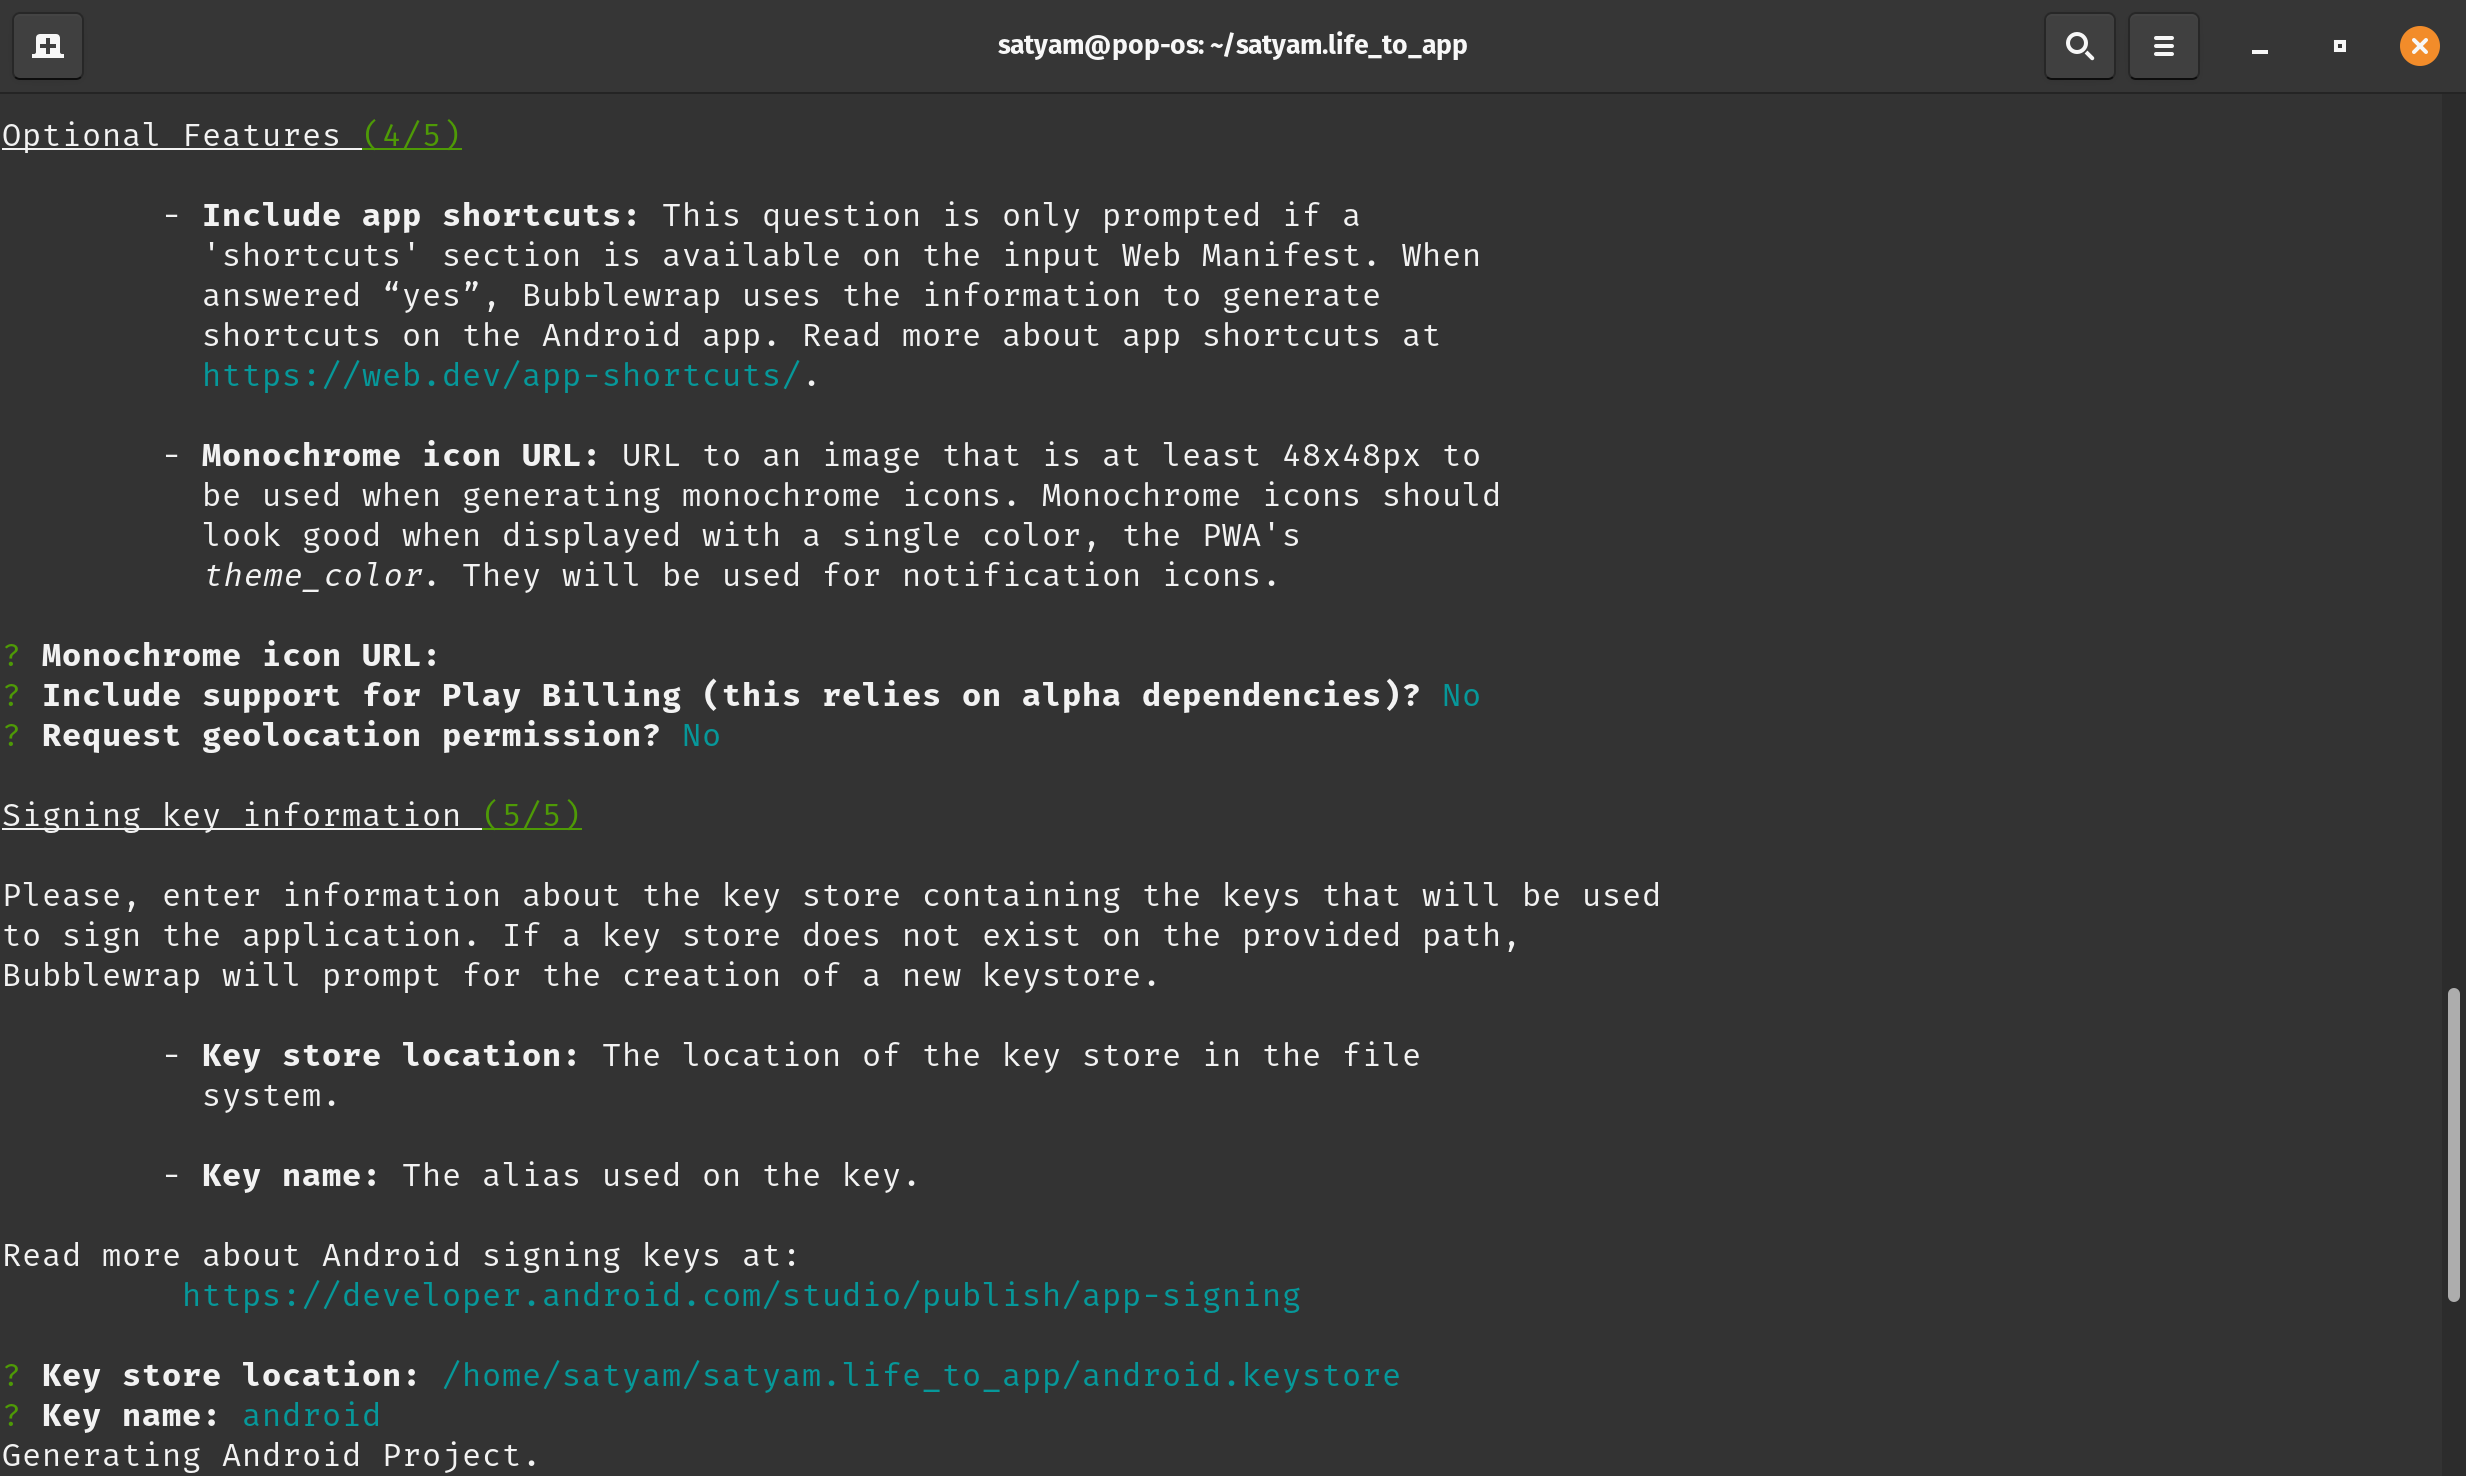 satyam@pop-os: ~/satyam.life_to_app
Optional Features (4/5)
- Include app shortcuts: This question is only prompted if a
'shortcuts' section is available on the input Web Manifest. When
answered “yes”, Bubblewrap uses the information to generate
shortcuts on the Android app. Read more about app shortcuts at
https://web.dev/app-shortcuts/.
- Monochrome icon URL: URL to an image that is at least 48x48px to
be used when generating monochrome icons. Monochrome icons should
look good when displayed with a single color, the PWA's
theme_color. They will be used for notification icons.
? Monochrome icon URL:
? Include support for Play Billing (this relies on alpha dependencies)? No
? Request geolocation permission? No
Signing key information (5/5)
Please, enter information about the key store containing the keys that will be used
to sign the application. If a key store does not exist on the provided path,
Bubblewrap will prompt for the creation of a new keystore.
- Key store location: The location of the key store in the file
system.
- Key name: The alias used on the key.
Read more about Android signing keys at:
https://developer.android.com/studio/publish/app-signing
? Key store location: /home/satyam/satyam.life_to_app/android.keystore
? Key name: android
Generating Android Project.